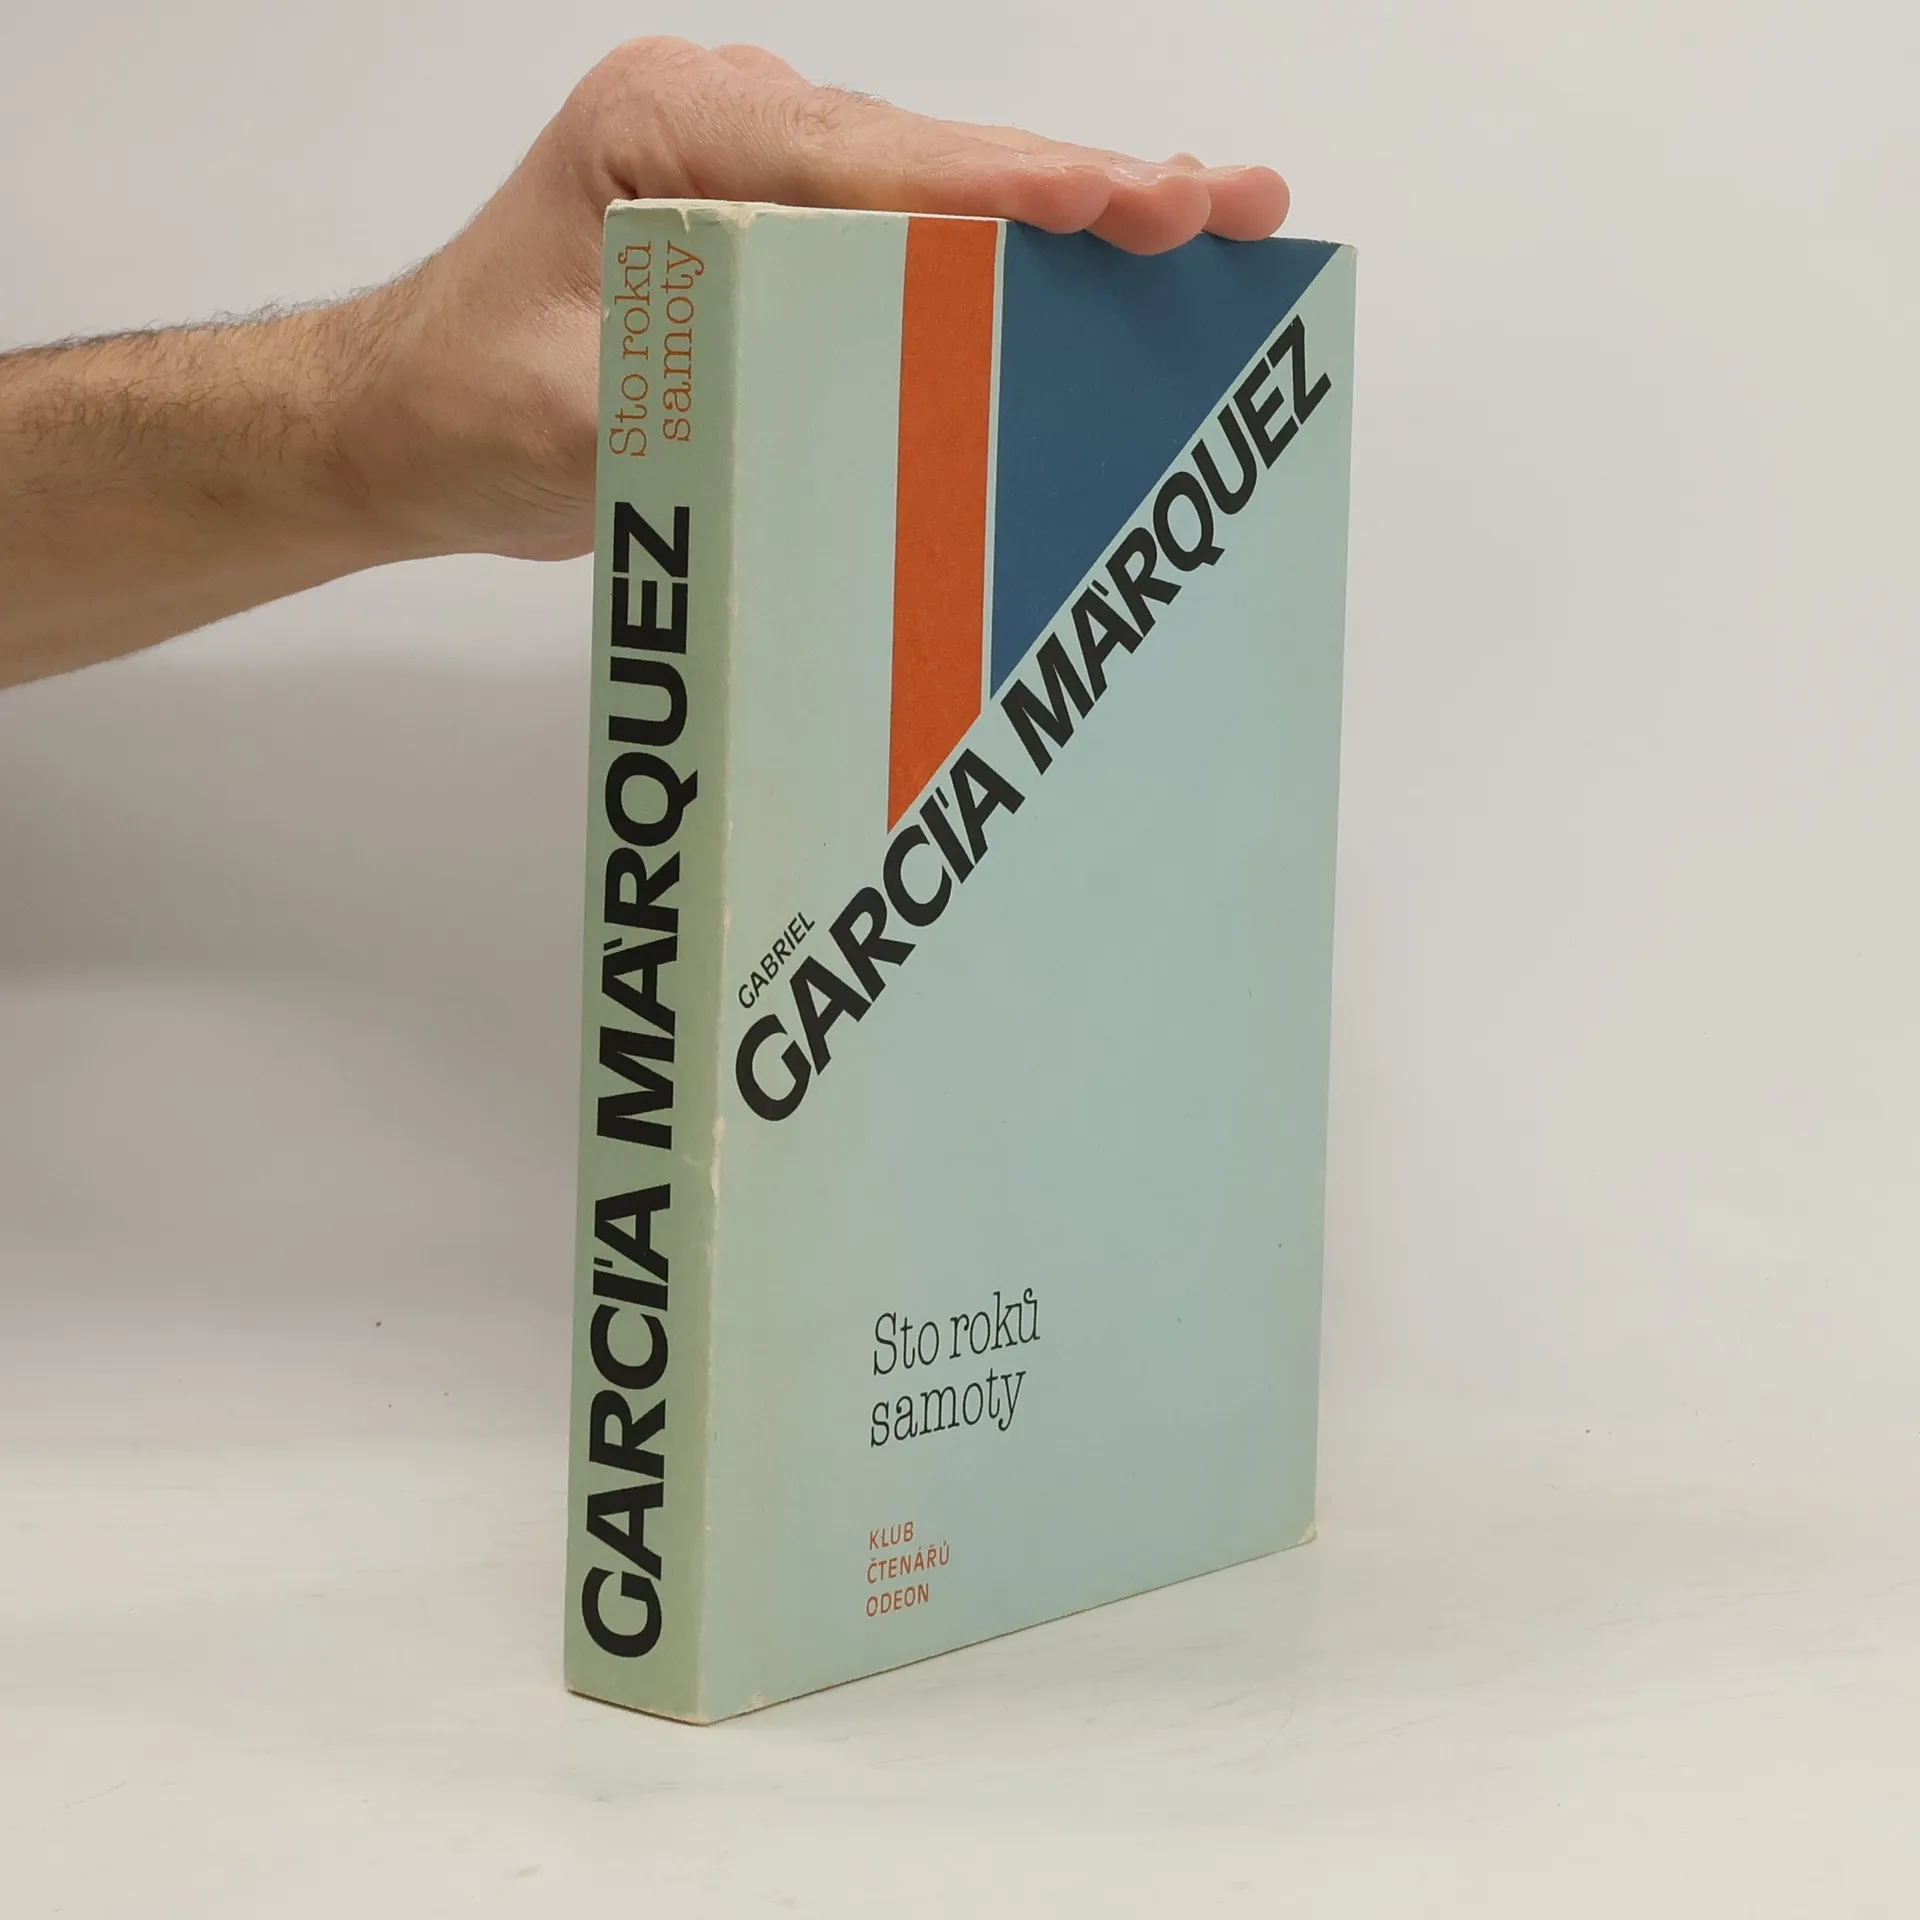 Sto roků
samoty
GARCÍA MÁRQUEZ
GABRIEL
GARCÍA MÁRQUEZ
Sto roků
samoty
KLUB
ČTENÁŘŮ
ODEON